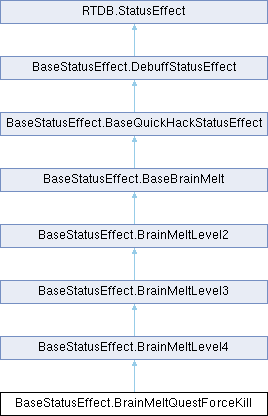 RTDB.StatusEffect
BaseStatusEffect.DebuffStatusEffect
BaseStatusEffect.BaseQuickHackStatusEffect
BaseStatusEffect.BaseBrainMelt
BaseStatusEffect.BrainMeltLevel2
BaseStatusEffect.BrainMeltLevel3
BaseStatusEffect.BrainMeltLevel4
BaseStatusEffect.BrainMeltQuestForceKill